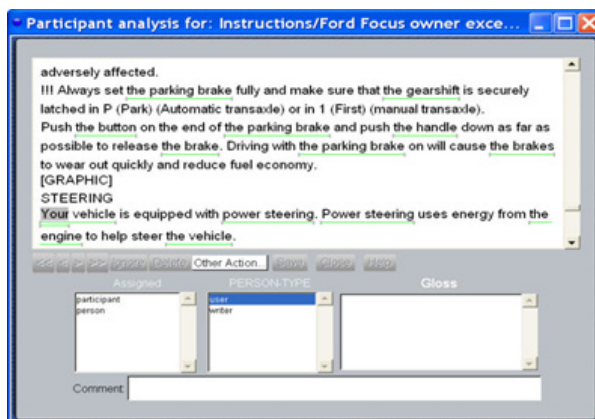 Participant analysis for: Instructions/Ford Focus owner exce...
adversely affected.
!!! Always set the parking brake fully and make sure that the gearshift is securely
latched in P (Park) (Automatic transaxle) or in 1 (First) (manual transaxle).
Push the button on the end of the parking brake and push the handle down as far as
possible to release the brake. Driving with the parking brake on will cause the brakes
to wear out quickly and reduce fuel economy.
[GRAPHIC]
STEERING
Your vehicle is equipped with power steering. Power steering uses energy from the
engine to help steer the vehicle.
<< < > >> Ignore Delete Other Action... Save Close Help
Assigned PERSON-TYPE Gloss
participant user
person writer
Comment: